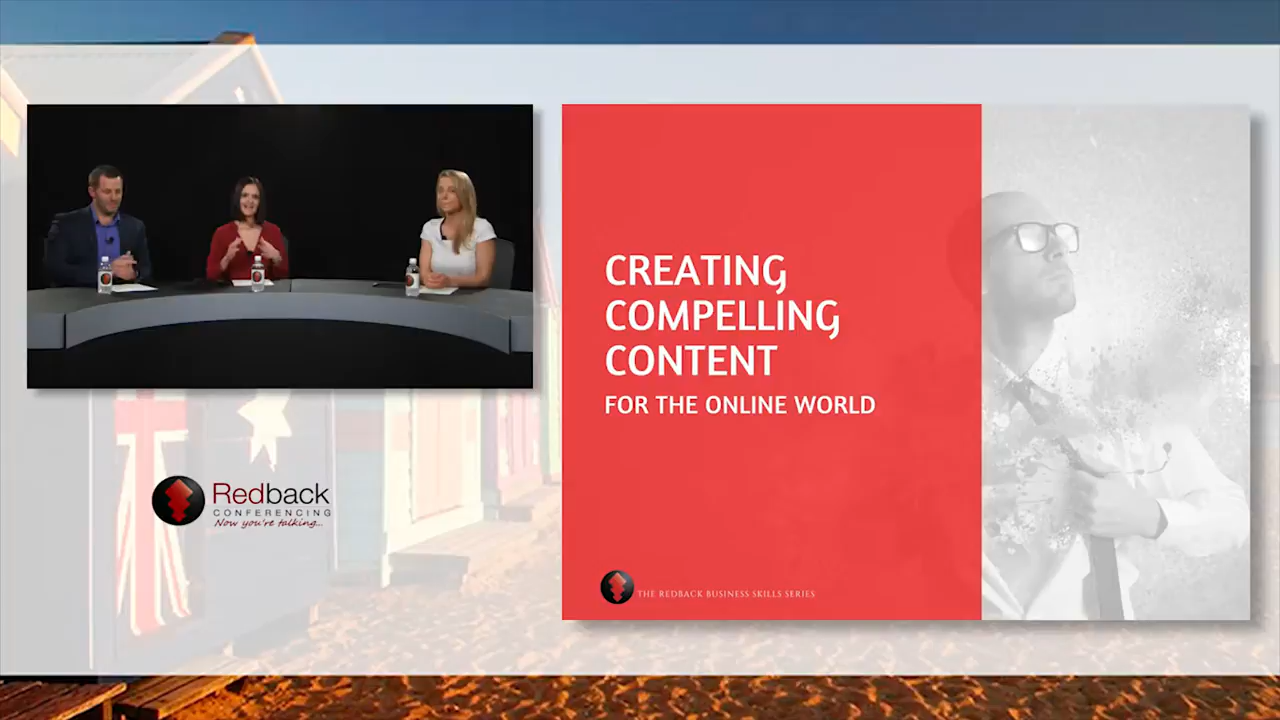 CREATING
COMPELLING
CONTENT
FOR THE ONLINE WORLD
Redback
CONFERENCING
Now you're talking...
THE REDBACK BUSINESS SKILLS SERIES